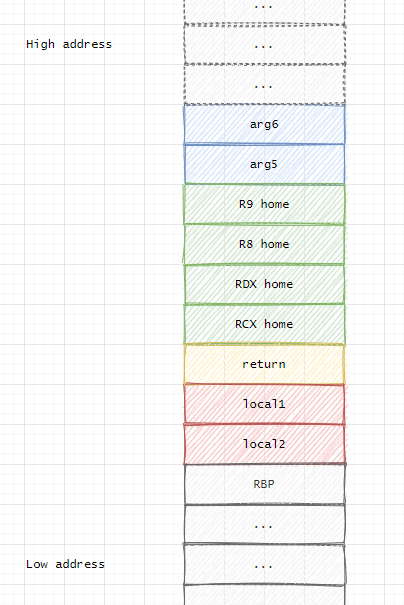 ...
High address
...
...
arg6
arg5
R9 home
R8 home
RDX home
RCX home
return
local1
local2
RBP
...
Low address
...